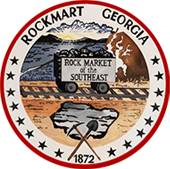 ROCKMART GEORGIA
ROCK MARKET
of the
SOUTHEAST
1872